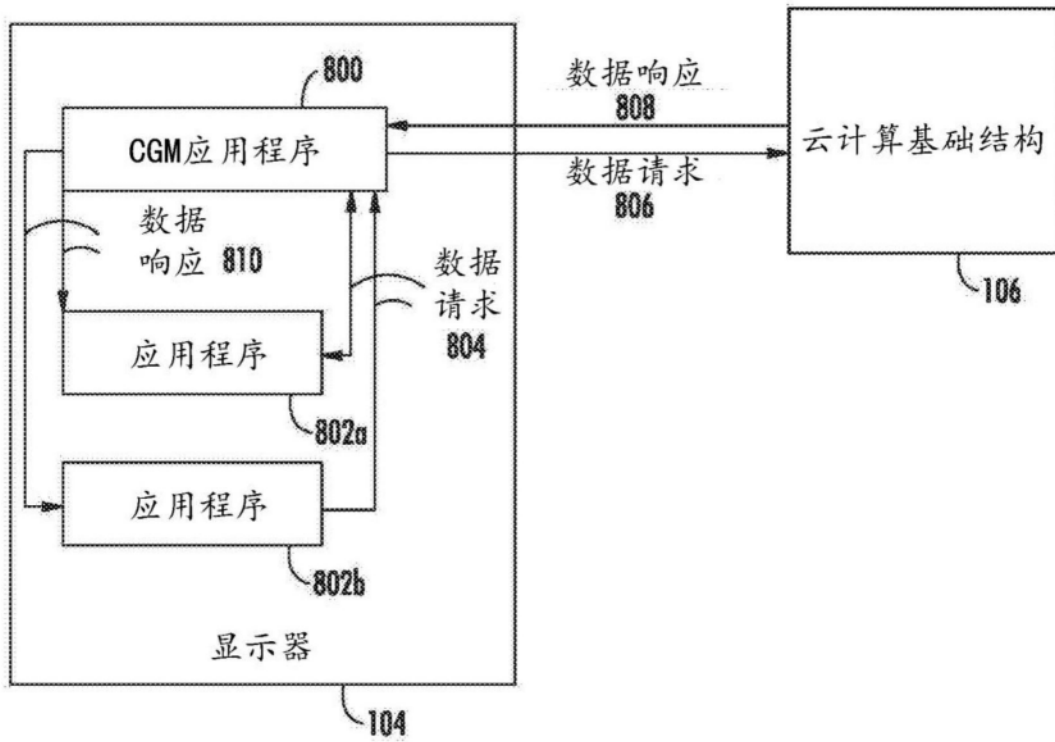 800
CGM应用程序
数据响应
808
数据请求
806
云计算基础结构
106
数据
响应 810
数据
请求
804
应用程序
802a
应用程序
802b
显示器
104